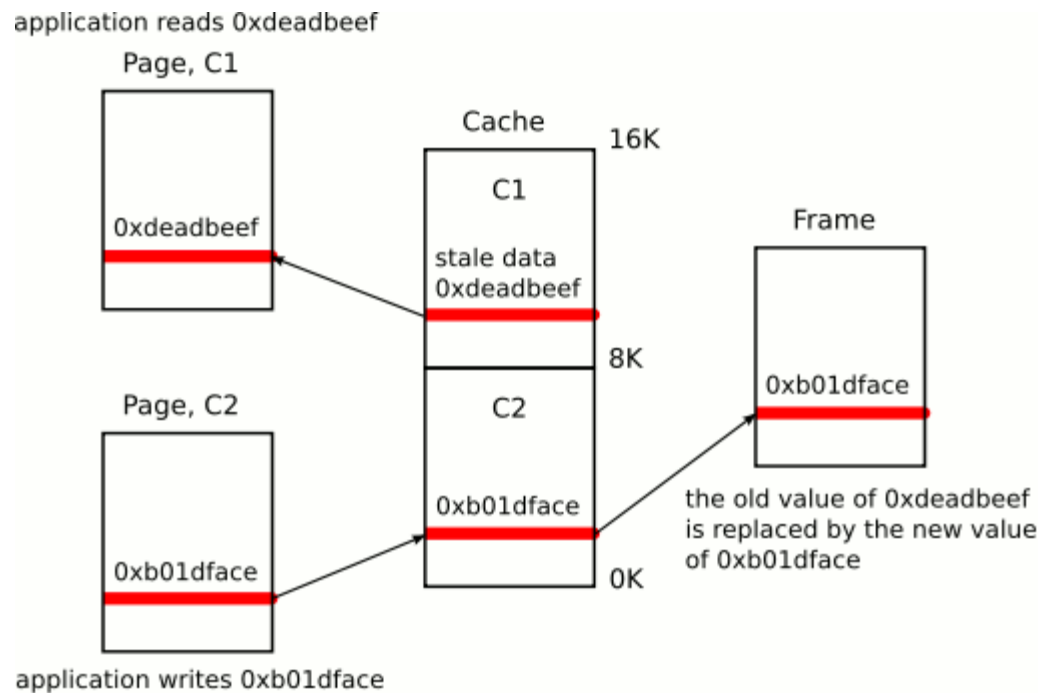 application reads 0xdeadbeef
Page, C1
0xdeadbeef
Cache
16K
C1
stale data
0xdeadbeef
8K
Frame
0xb01dface
the old value of 0xdeadbeef
is replaced by the new value
of 0xb01dface
Page, C2
0xb01dface
C2
0xb01dface
0K
application writes 0xb01dface